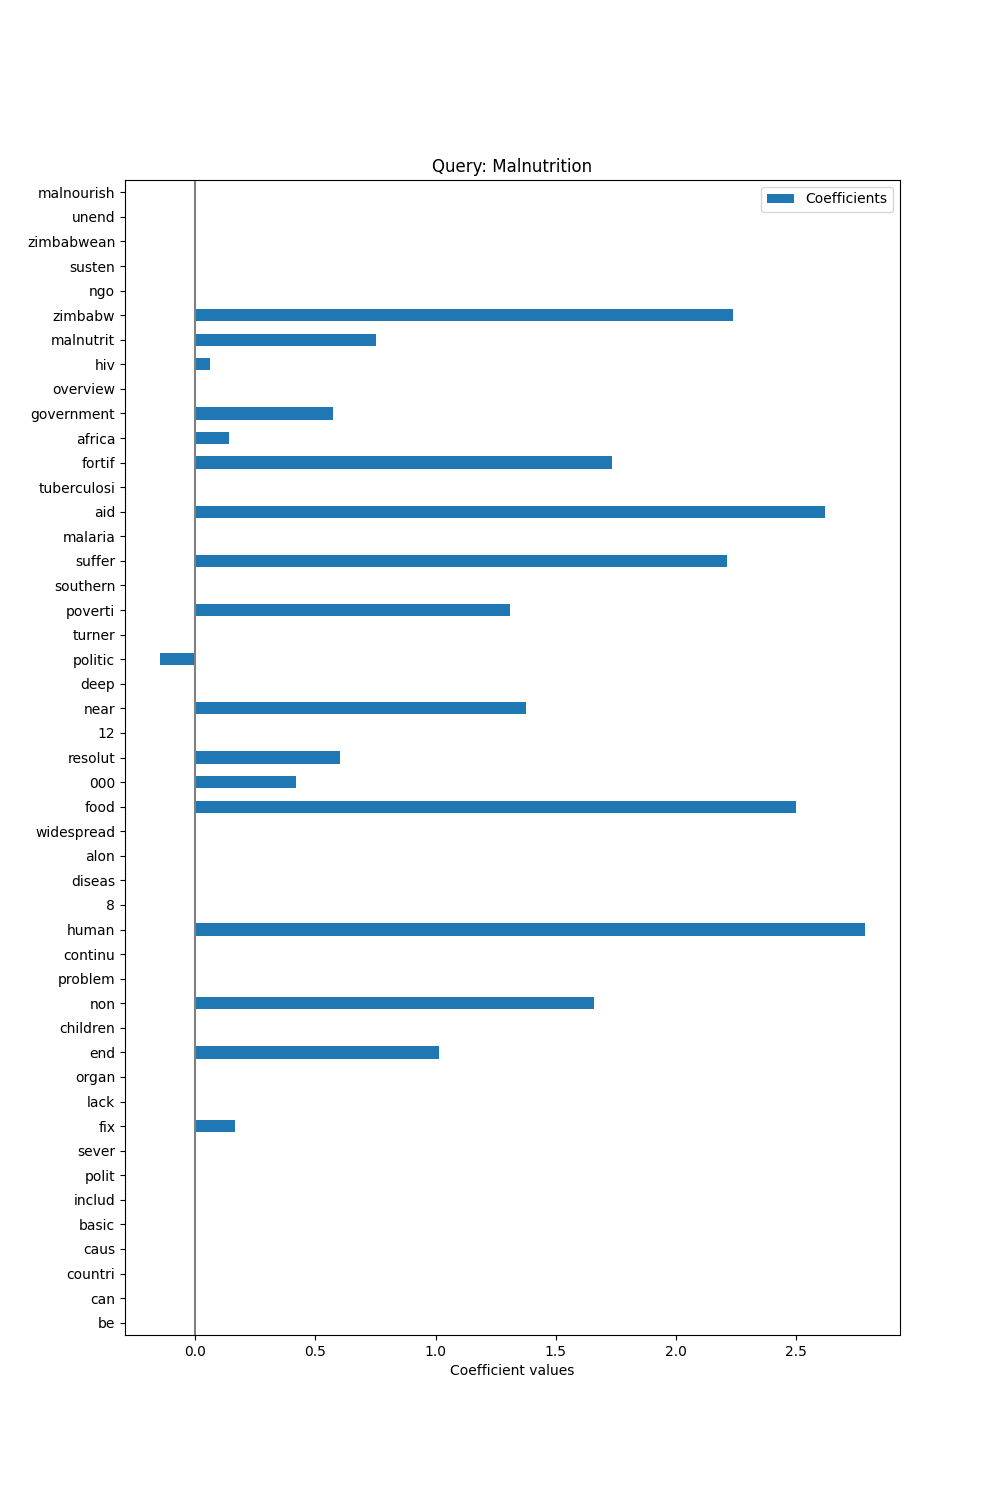 Query: Malnutrition
Coefficients
malnourish
unend
zimbabwean
susten
ngo
zimbabw
malnutrit
hiv
overview
government
africa
fortif
tuberculosi
aid
malaria
suffer
southern
poverti
turner
politic
deep
near
12
resolut
000
food
widespread
alon
diseas
8
human
continu
problem
non
children
end
organ
lack
fix
sever
polit
includ
basic
caus
countri
can
be
0.0 0.5 1.0 1.5 2.0 2.5
Coefficient values